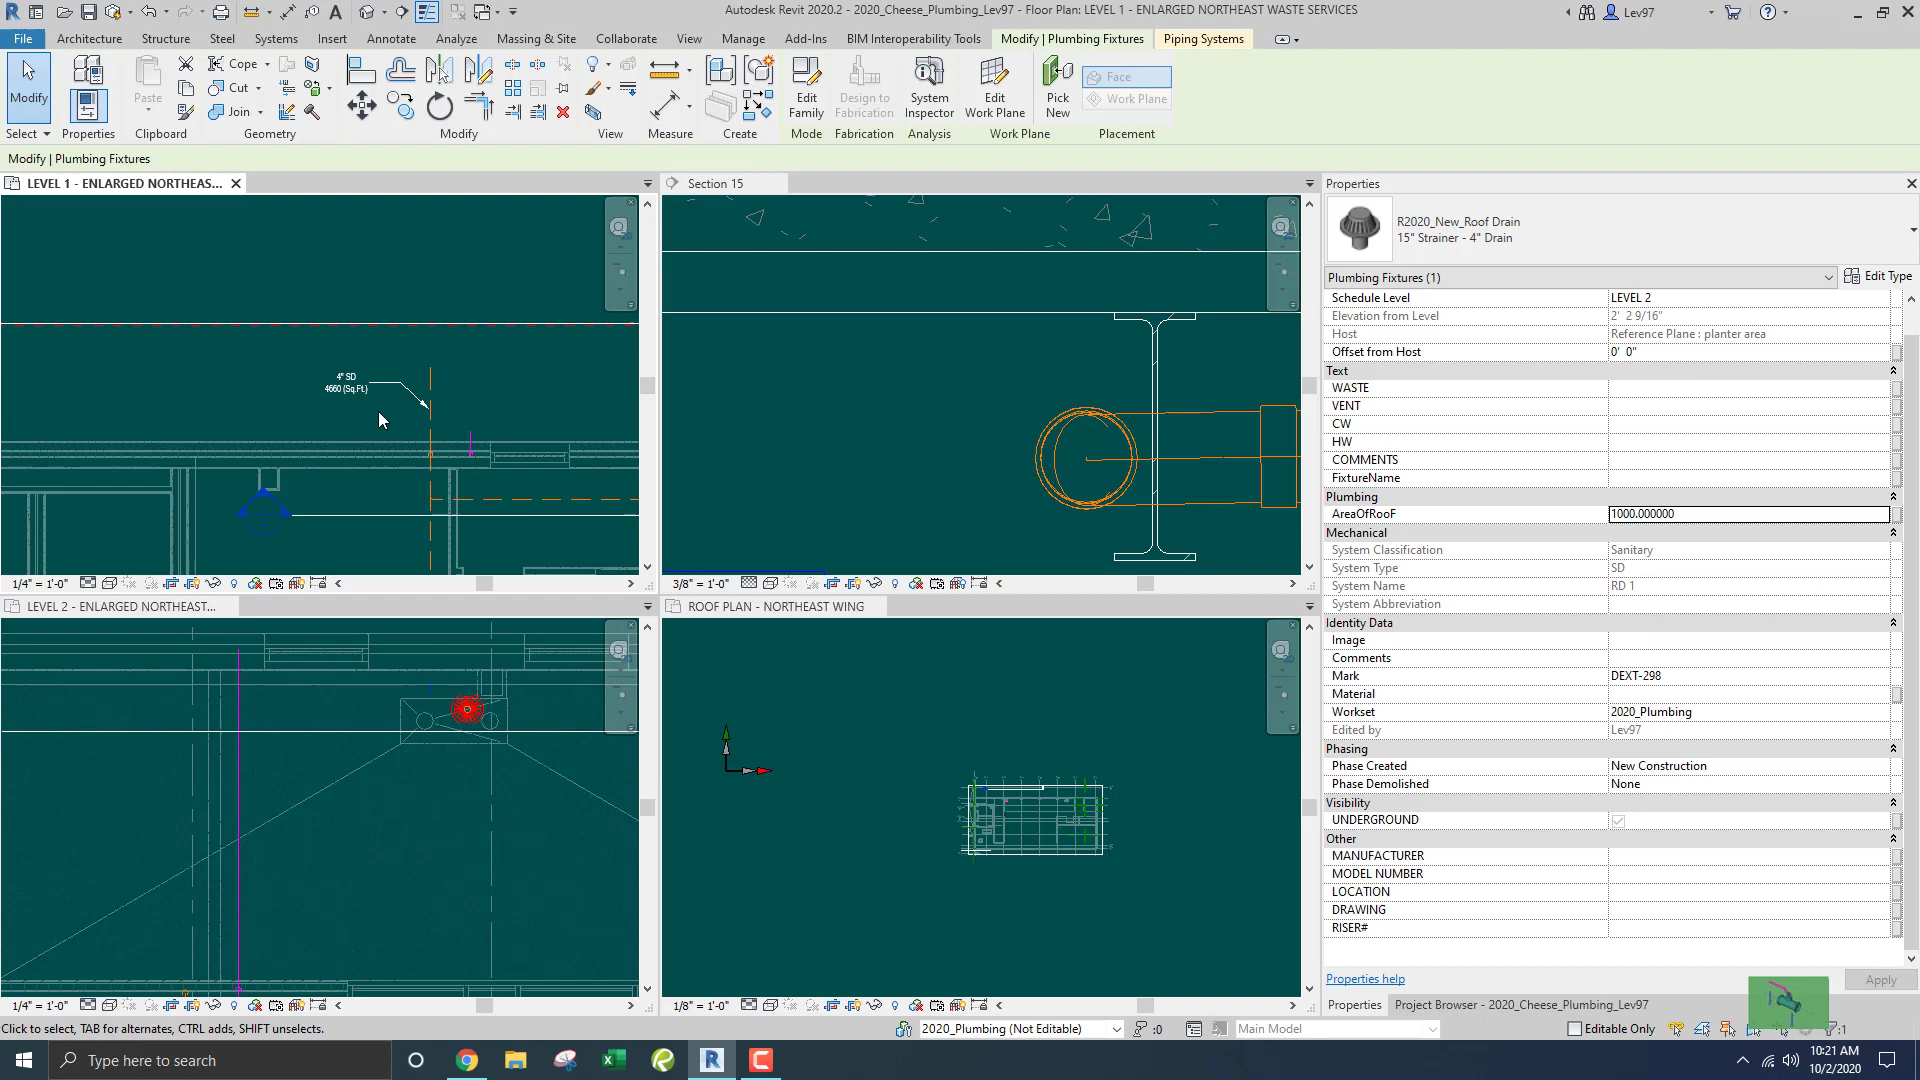 Autodesk Revit 2020.2 - 2020_Cheese_Plumbing_Lev97 - Floor Plan: LEVEL 1 - ENLARGED NORTHEAST WASTE SERVICES
Lev97
File Architecture Structure Steel Systems Insert Annotate Analyze Massing & Site Collaborate View Manage Add-Ins BIM Interoperability Tools Modify | Plumbing Fixtures Piping Systems
Modify
Paste
Cope
Cut
Join
Edit Family
Design to Fabrication
System Inspector
Edit Work Plane
Pick New
Face
Work Plane
Select Properties Clipboard Geometry Modify View Measure Create Mode Fabrication Analysis Work Plane Placement
Modify | Plumbing Fixtures
LEVEL 1 - ENLARGED NORTHEAS...
Section 15
4" SD
4660 (Sq.Ft.)
1/4" = 1'-0"
3/8" = 1'-0"
LEVEL 2 - ENLARGED NORTHEAST...
ROOF PLAN - NORTHEAST WING
1/4" = 1'-0"
1/8" = 1'-0"
Properties
R2020_New_Roof Drain
15" Strainer - 4" Drain
Plumbing Fixtures (1)
Edit Type
Schedule Level LEVEL 2
Elevation from Level 2' 2 9/16"
Host Reference Plane : planter area
Offset from Host 0' 0"
Text
WASTE
VENT
CW
HW
COMMENTS
FixtureName
Plumbing
AreaOfRooF 1000.000000
Mechanical
System Classification Sanitary
System Type SD
System Name RD 1
System Abbreviation
Identity Data
Image
Comments
Mark DEXT-298
Material
Workset 2020_Plumbing
Edited by Lev97
Phasing
Phase Created New Construction
Phase Demolished None
Visibility
UNDERGROUND
Other
MANUFACTURER
MODEL NUMBER
LOCATION
DRAWING
RISER#
Properties help
Apply
Properties Project Browser - 2020_Cheese_Plumbing_Lev97
Click to select, TAB for alternates, CTRL adds, SHIFT unselects.
2020_Plumbing (Not Editable)
:0
Main Model
Editable Only
:1
Type here to search
10:21 AM
10/2/2020